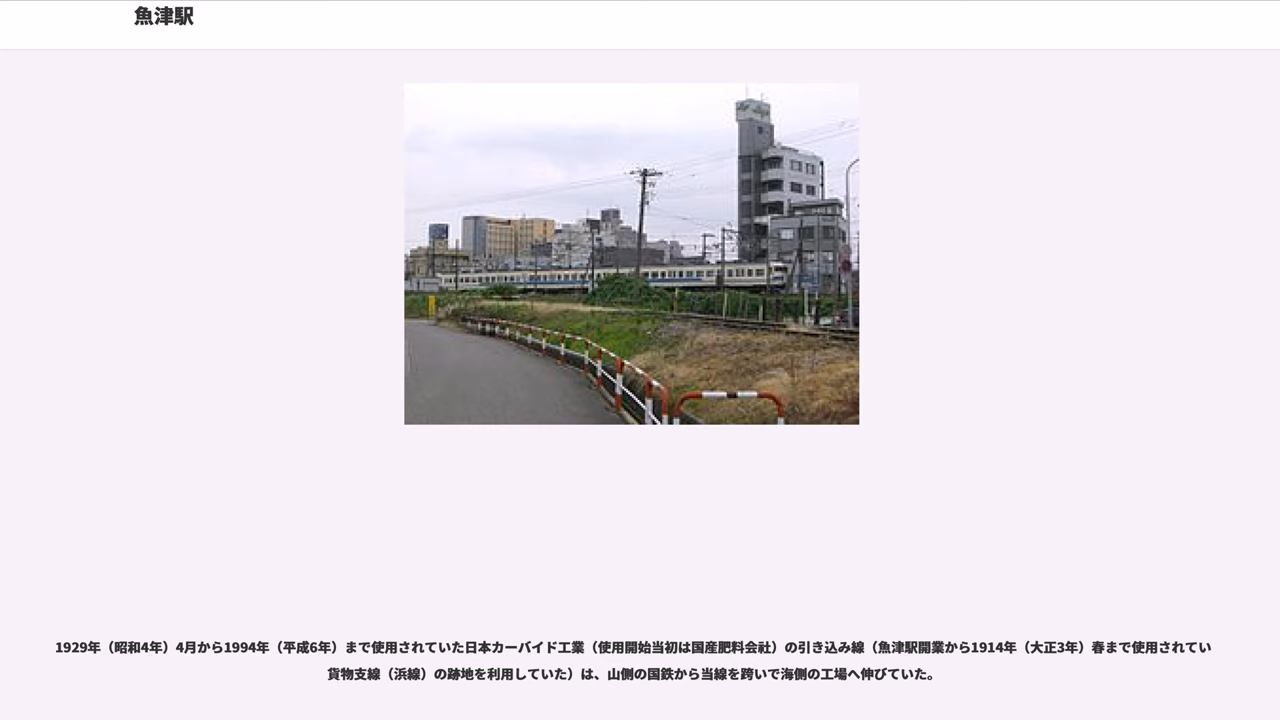 魚津駅
1929年（昭和4年）4月から1994年（平成6年）まで使用されていた日本カーバイド工業（使用開始当初は国産肥料会社）の引き込み線（魚津駅開業から1914年（大正3年）春まで使用されてい
貨物支線（浜線）の跡地を利用していた）は、山側の国鉄から当線を跨いで海側の工場へ伸びていた。